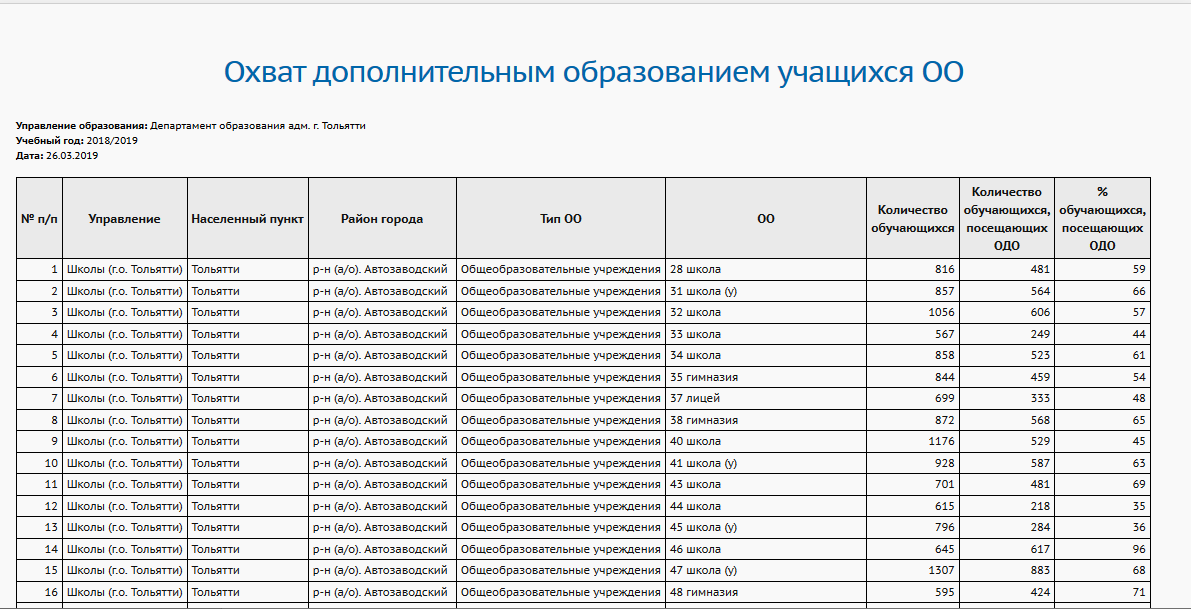 Охват дополнительным образованием учащихся ОО
Управление образования: Департамент образования адм. г. Тольятти
Учебный год: 2018/2019
Дата: 26.03.2019
№ п/п Управление Населенный пункт Район города Тип ОО ОО Количество обучающихся Количество обучающихся, посещающих ОДО % обучающихся, посещающих ОДО
1 Школы (г.о. Тольятти) Тольятти р-н (а/о). Автозаводский Общеобразовательные учреждения 28 школа 816 481 59
2 Школы (г.о. Тольятти) Тольятти р-н (а/о). Автозаводский Общеобразовательные учреждения 31 школа (у) 857 564 66
3 Школы (г.о. Тольятти) Тольятти р-н (а/о). Автозаводский Общеобразовательные учреждения 32 школа 1056 606 57
4 Школы (г.о. Тольятти) Тольятти р-н (а/о). Автозаводский Общеобразовательные учреждения 33 школа 567 249 44
5 Школы (г.о. Тольятти) Тольятти р-н (а/о). Автозаводский Общеобразовательные учреждения 34 школа 858 523 61
6 Школы (г.о. Тольятти) Тольятти р-н (а/о). Автозаводский Общеобразовательные учреждения 35 гимназия 844 459 54
7 Школы (г.о. Тольятти) Тольятти р-н (а/о). Автозаводский Общеобразовательные учреждения 37 лицей 699 333 48
8 Школы (г.о. Тольятти) Тольятти р-н (а/о). Автозаводский Общеобразовательные учреждения 38 гимназия 872 568 65
9 Школы (г.о. Тольятти) Тольятти р-н (а/о). Автозаводский Общеобразовательные учреждения 40 школа 1176 529 45
10 Школы (г.о. Тольятти) Тольятти р-н (а/о). Автозаводский Общеобразовательные учреждения 41 школа (у) 928 587 63
11 Школы (г.о. Тольятти) Тольятти р-н (а/о). Автозаводский Общеобразовательные учреждения 43 школа 701 481 69
12 Школы (г.о. Тольятти) Тольятти р-н (а/о). Автозаводский Общеобразовательные учреждения 44 школа 615 218 35
13 Школы (г.о. Тольятти) Тольятти р-н (а/о). Автозаводский Общеобразовательные учреждения 45 школа (у) 796 284 36
14 Школы (г.о. Тольятти) Тольятти р-н (а/о). Автозаводский Общеобразовательные учреждения 46 школа 645 617 96
15 Школы (г.о. Тольятти) Тольятти р-н (а/о). Автозаводский Общеобразовательные учреждения 47 школа (у) 1307 883 68
16 Школы (г.о. Тольятти) Тольятти р-н (а/о). Автозаводский Общеобразовательные учреждения 48 гимназия 595 424 71